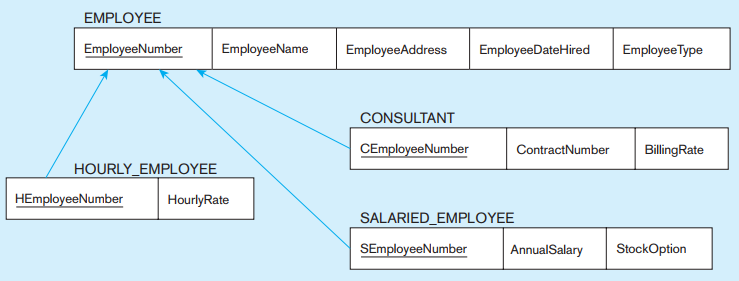 EMPLOYEE
EmployeeNumber EmployeeName EmployeeAddress EmployeeDateHired EmployeeType
CONSULTANT
CEmployeeNumber ContractNumber BillingRate
HOURLY_EMPLOYEE
HEmployeeNumber HourlyRate
SALARIED_EMPLOYEE
SEmployeeNumber AnnualSalary StockOption